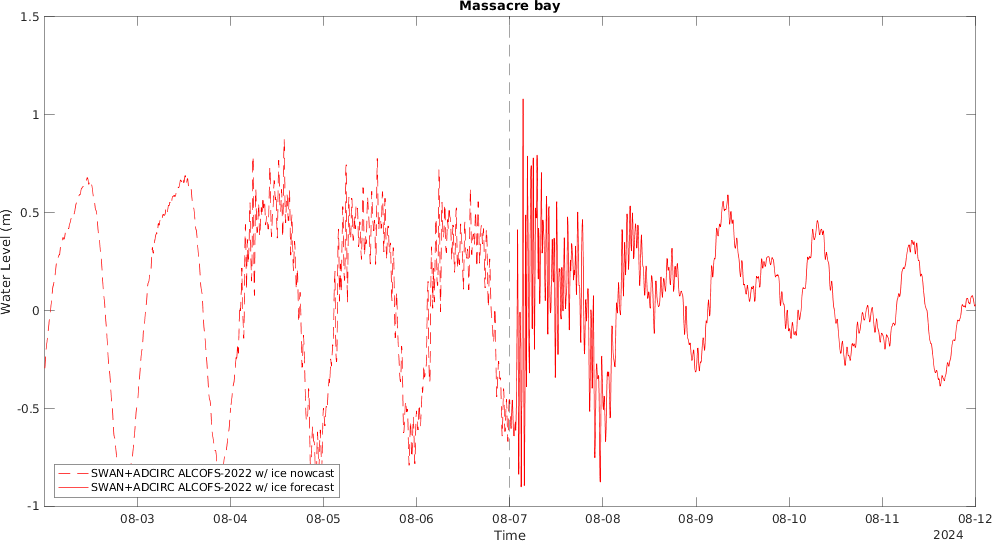 Massacre bay
1.5
1
0.5
0
-0.5
-1
Water Level (m)
SWAN+ADCIRC ALCOFS-2022 w/ ice nowcast
SWAN+ADCIRC ALCOFS-2022 w/ ice forecast
08-03 08-04 08-05 08-06 08-07 08-08 08-09 08-10 08-11 08-12
Time
2024